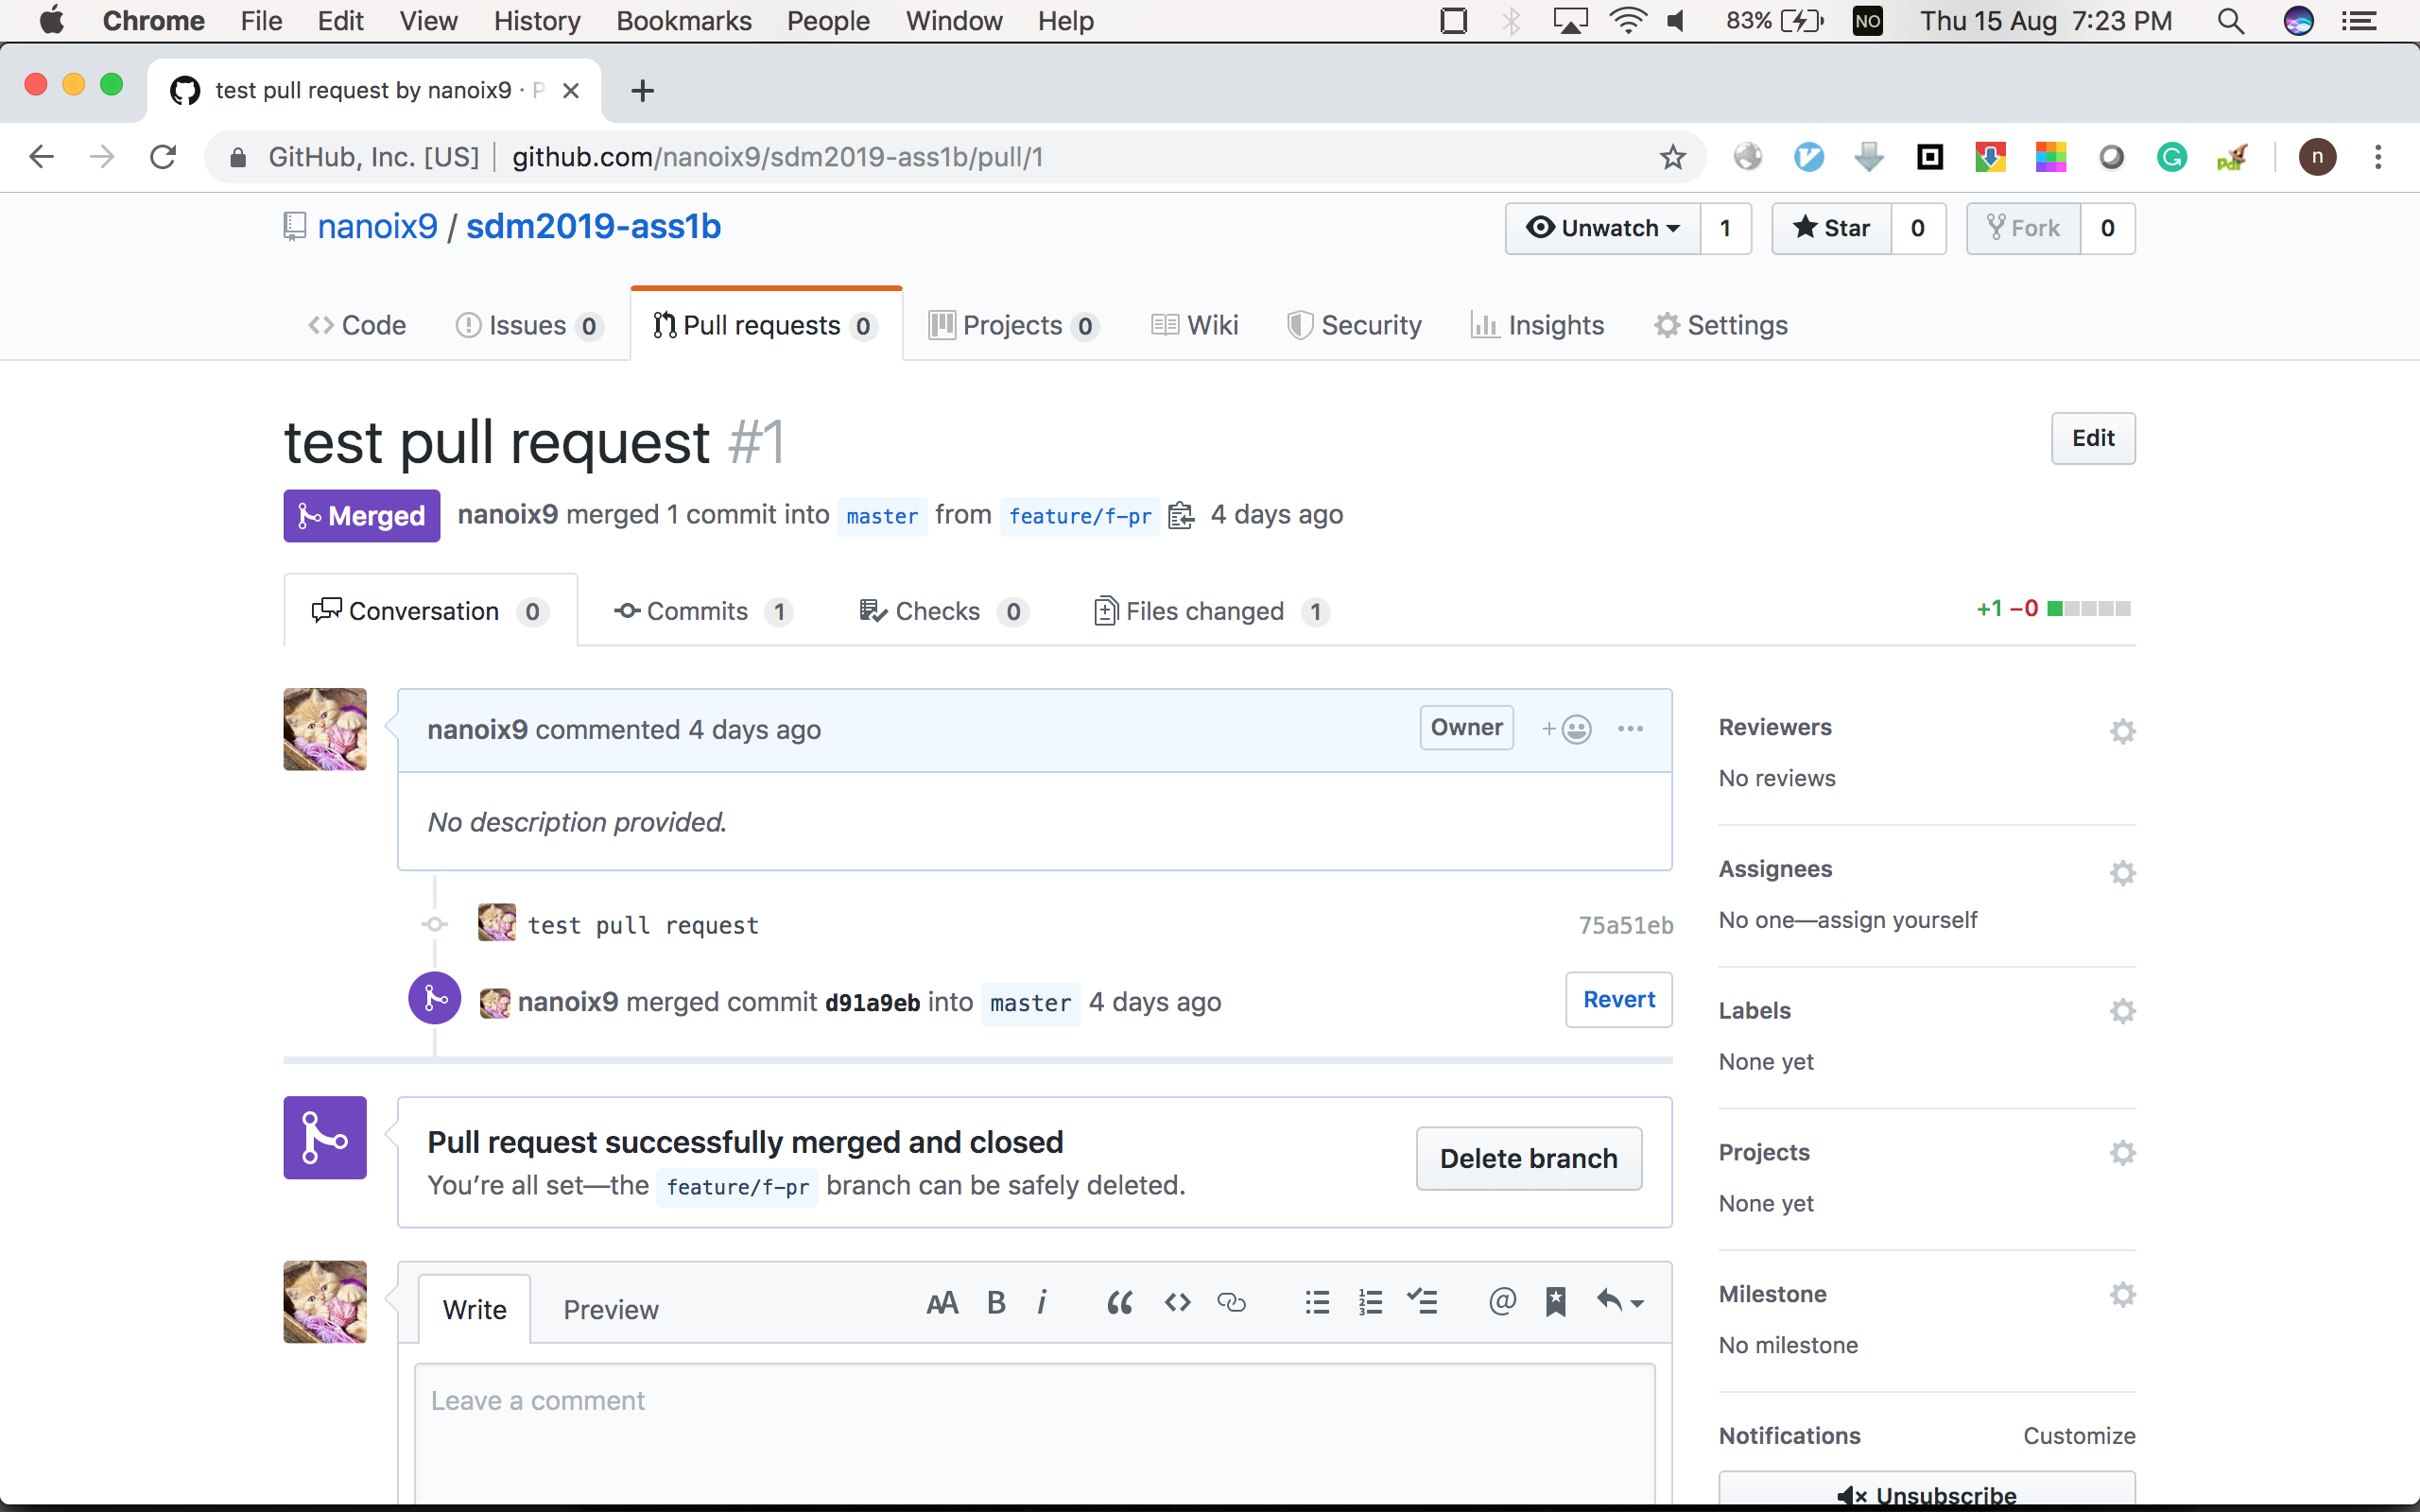 Chrome File Edit View History Bookmarks People Window Help 83% NO Thu 15 Aug 7:23 PM
test pull request by nanoix9 · P
GitHub, Inc. [US] github.com/nanoix9/sdm2019-ass1b/pull/1 n
nanoix9 / sdm2019-ass1b Unwatch 1 Star 0 Fork 0
Code Issues 0 Pull requests 0 Projects 0 Wiki Security Insights Settings
test pull request #1 Edit
Merged nanoix9 merged 1 commit into master from feature/f-pr 4 days ago
Conversation 0 Commits 1 Checks 0 Files changed 1 +1 −0
nanoix9 commented 4 days ago Owner
No description provided.
test pull request 75a51eb
nanoix9 merged commit d91a9eb into master 4 days ago Revert
Pull request successfully merged and closed
You’re all set—the feature/f-pr branch can be safely deleted.
Delete branch
Write Preview AA B i @
Leave a comment
Reviewers
No reviews
Assignees
No one—assign yourself
Labels
None yet
Projects
None yet
Milestone
No milestone
Notifications Customize
Unsubscribe